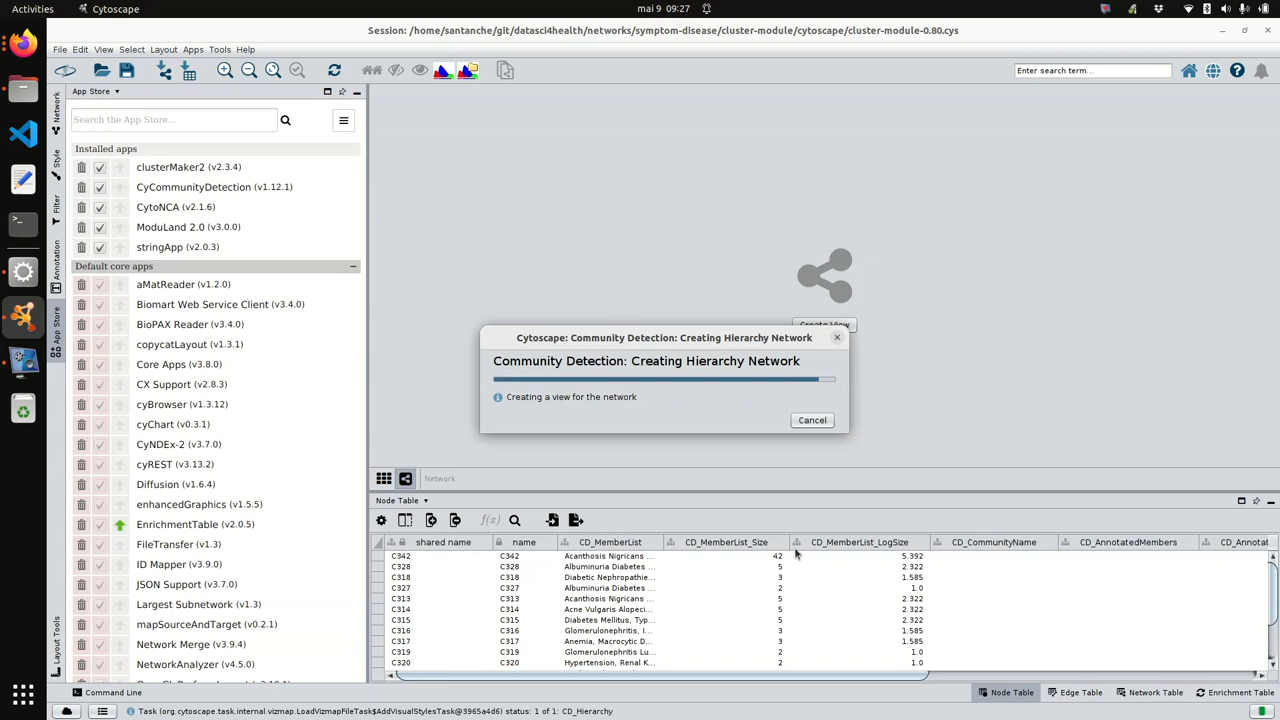 Activities Cytoscape mai 9 09:27
Session: /home/santanche/git/datasci4health/networks/symptom-disease/cluster-module/cytoscape/cluster-module-0.80.cys
File Edit View Select Layout Apps Tools Help
Enter search term...
App Store
Network
Style
Filter
Annotation
App Store
Layout Tools
Search the App Store...
Installed apps
clusterMaker2 (v2.3.4)
CyCommunityDetection (v1.12.1)
CytoNCA (v2.1.6)
ModuLand 2.0 (v3.0.0)
stringApp (v2.0.3)
Default core apps
aMatReader (v1.2.0)
Biomart Web Service Client (v3.4.0)
BioPAX Reader (v3.4.0)
copycatLayout (v1.3.1)
Core Apps (v3.8.0)
CX Support (v2.8.3)
cyBrowser (v1.3.12)
cyChart (v0.3.1)
CyNDEx-2 (v3.7.0)
cyREST (v3.13.2)
Diffusion (v1.6.4)
enhancedGraphics (v1.5.5)
EnrichmentTable (v2.0.5)
FileTransfer (v1.3)
ID Mapper (v3.8.0)
JSON Support (v3.7.0)
Largest Subnetwork (v1.3)
mapSourceAndTarget (v0.2.1)
Network Merge (v3.9.4)
NetworkAnalyzer (v4.5.0)
Create View
Cytoscape: Community Detection: Creating Hierarchy Network
Community Detection: Creating Hierarchy Network
Creating a view for the network
Cancel
Network
Node Table
f(x)
shared name name CD_MemberList CD_MemberList_Size CD_MemberList_LogSize CD_CommunityName CD_AnnotatedMembers CD_Annotat
C342 C342 Acanthosis Nigricans ... 42 5.392
C328 C328 Albuminuria Diabetes ... 5 2.322
C318 C318 Diabetic Nephropathie... 3 1.585
C327 C327 Albuminuria Diabetes ... 2 1.0
C313 C313 Acanthosis Nigricans ... 5 2.322
C314 C314 Acne Vulgaris Alopeci... 5 2.322
C315 C315 Diabetes Mellitus, Typ... 5 2.322
C316 C316 Glomerulonephritis, I... 3 1.585
C317 C317 Anemia, Macrocytic D... 3 1.585
C319 C319 Glomerulonephritis Lu... 2 1.0
C320 C320 Hypertension, Renal K... 2 1.0
Command Line Node Table Edge Table Network Table Enrichment Table
Task (org.cytoscape.task.internal.vizmap.LoadVizmapFileTask$AddVisualStylesTask@3965a4d6) status: 1 of 1: CD_Hierarchy